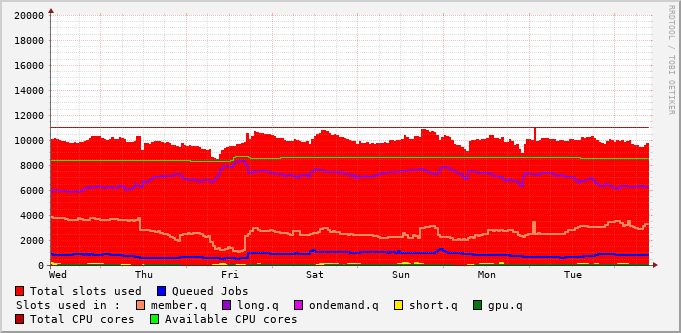 20000
18000
16000
14000
12000
10000
8000
6000
4000
2000
0
Wed Thu Fri Sat Sun Mon Tue
Total slots used Queued Jobs
Slots used in : member.q long.q ondemand.q short.q gpu.q
Total CPU cores Available CPU cores
RRDTOOL / TOBI OETIKER